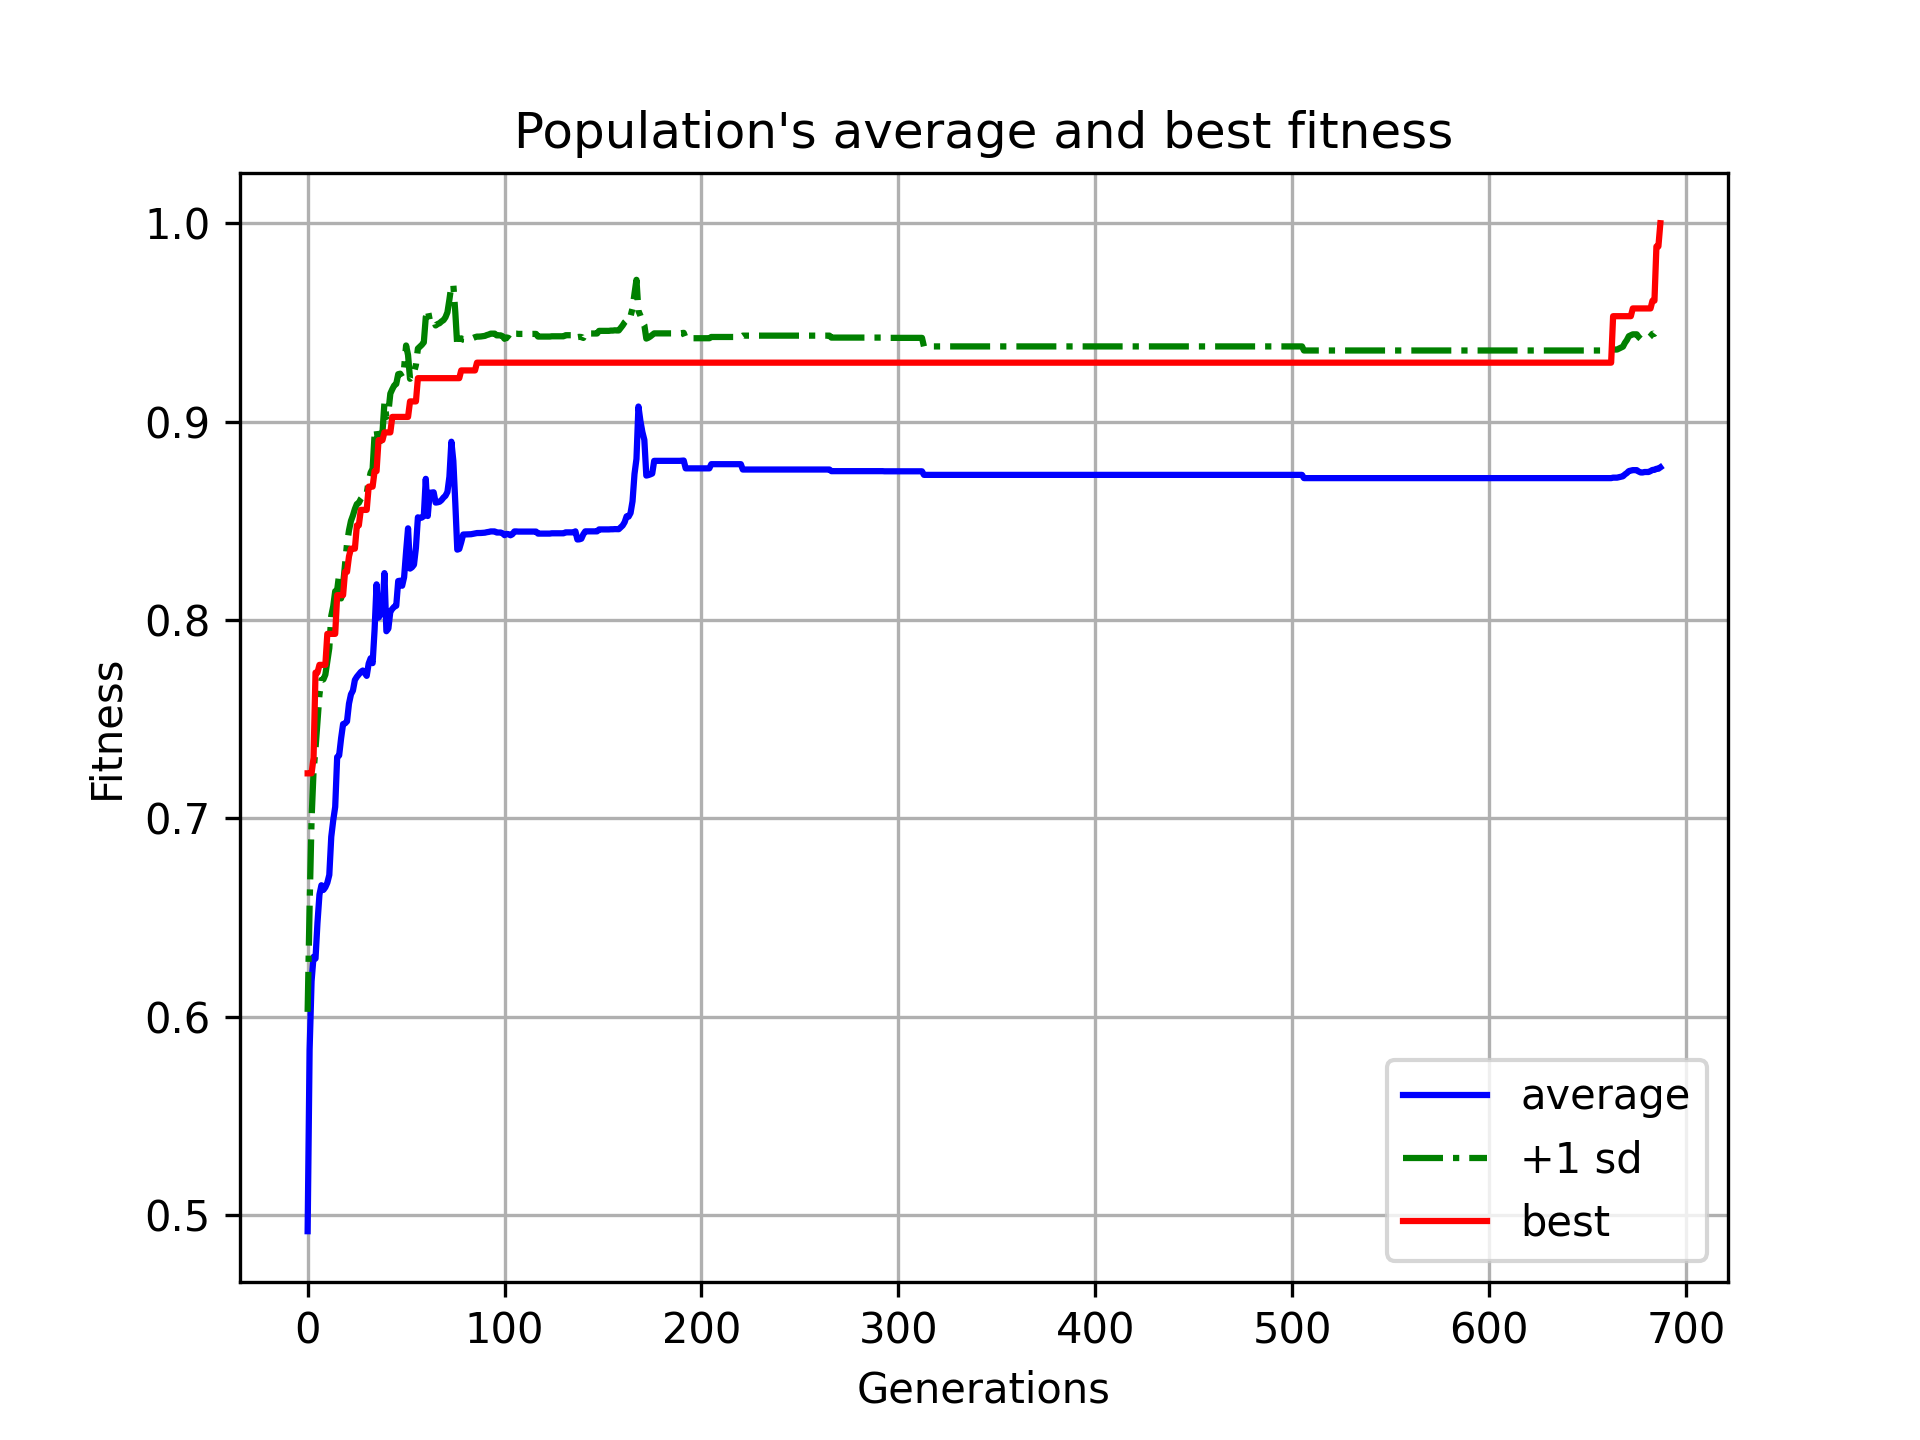 Population's average and best fitness
1.0
0.9
0.8
0.7
0.6
0.5
Fitness
0 100 200 300 400 500 600 700
Generations
average
+1 sd
best